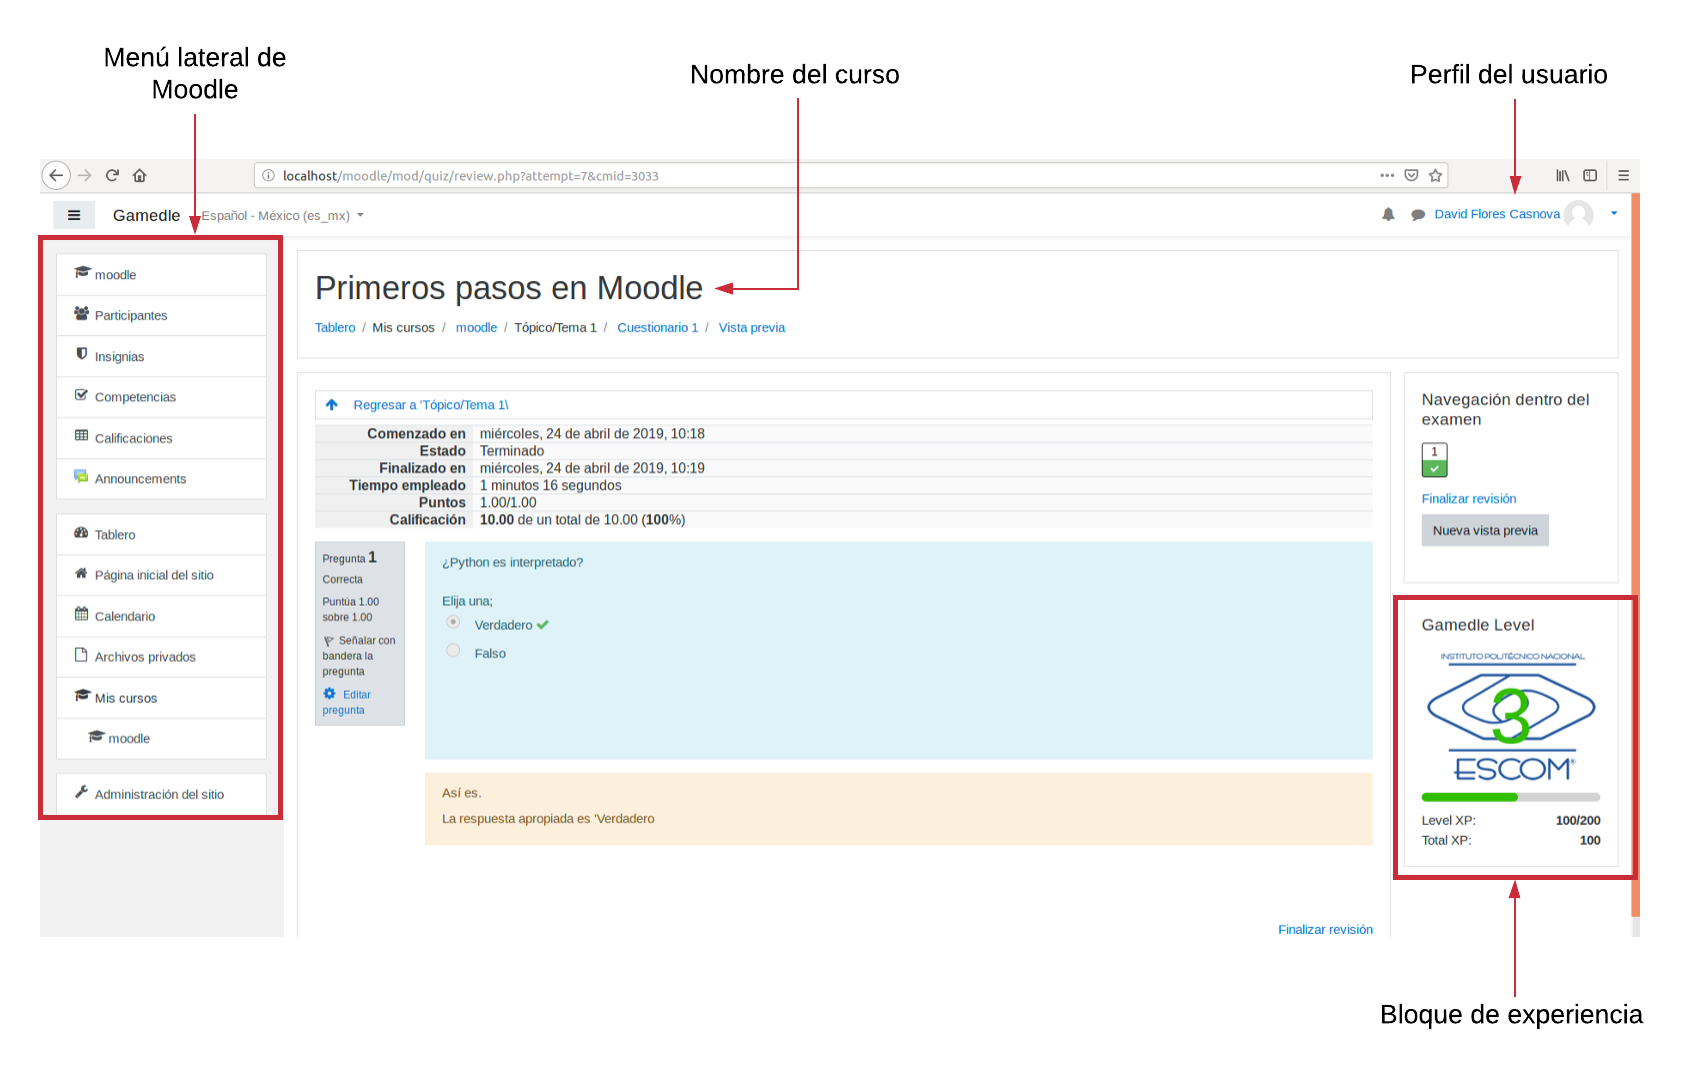 Menú lateral de
Moodle
Nombre del curso
Perfil del usuario
localhost/moodle/mod/quiz/review.php?attempt=7&cmid=3033
Gamedle Español - México (es_mx)
David Flores Casnova
moodle
Participantes
Insignias
Competencias
Calificaciones
Announcements
Tablero
Página inicial del sitio
Calendario
Archivos privados
Mis cursos
moodle
Administración del sitio
Primeros pasos en Moodle
Tablero / Mis cursos / moodle / Tópico/Tema 1 / Cuestionario 1 / Vista previa
Regresar a 'Tópico/Tema 1\
Comenzado en miércoles, 24 de abril de 2019, 10:18
Estado Terminado
Finalizado en miércoles, 24 de abril de 2019, 10:19
Tiempo empleado 1 minutos 16 segundos
Puntos 1.00/1.00
Calificación 10.00 de un total de 10.00 (100%)
Pregunta 1
Correcta
Puntúa 1.00
sobre 1.00
Señalar con
bandera la
pregunta
Editar
pregunta
¿Python es interpretado?
Elija una;
Verdadero
Falso
Así es.
La respuesta apropiada es 'Verdadero
Finalizar revisión
Navegación dentro del
examen
1
Finalizar revisión
Nueva vista previa
Gamedle Level
INSTITUTO POLITÉCNICO NACIONAL
3
ESCOM
Level XP: 100/200
Total XP: 100
Bloque de experiencia